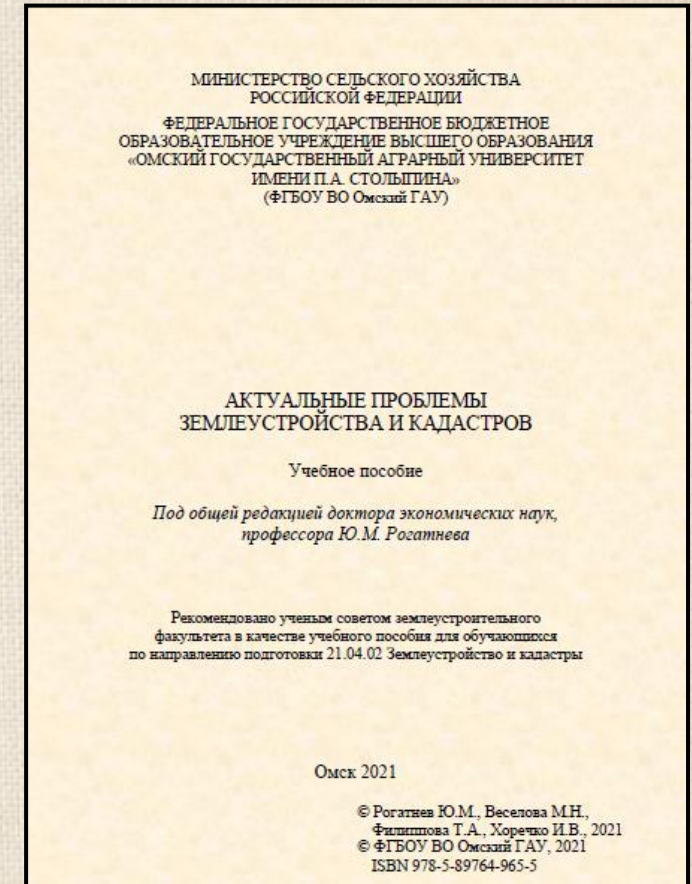 МИНИСТЕРСТВО СЕЛЬСКОГО ХОЗЯЙСТВА
РОССИЙСКОЙ ФЕДЕРАЦИИ
ФЕДЕРАЛЬНОЕ ГОСУДАРСТВЕННОЕ БЮДЖЕТНОЕ
ОБРАЗОВАТЕЛЬНОЕ УЧРЕЖДЕНИЕ ВЫСШЕГО ОБРАЗОВАНИЯ
«ОМСКИЙ ГОСУДАРСТВЕННЫЙ АГРАРНЫЙ УНИВЕРСИТЕТ
ИМЕНИ П.А. СТОЛЫПИНА»
(ФГБОУ ВО Омский ГАУ)
АКТУАЛЬНЫЕ ПРОБЛЕМЫ
ЗЕМЛЕУСТРОЙСТВА И КАДАСТРОВ
Учебное пособие
Под общей редакцией доктора экономических наук,
профессора Ю.М. Рогатнева
Рекомендовано ученым советом землеустроительного
факультета в качестве учебного пособия для обучающихся
по направлению подготовки 21.04.02 Землеустройство и кадастры
Омск 2021
© Рогатнев Ю.М., Веселова М.Н.,
Филиппова Т.А., Хоречко И.В., 2021
© ФГБОУ ВО Омский ГАУ, 2021
ISBN 978-5-89764-965-5